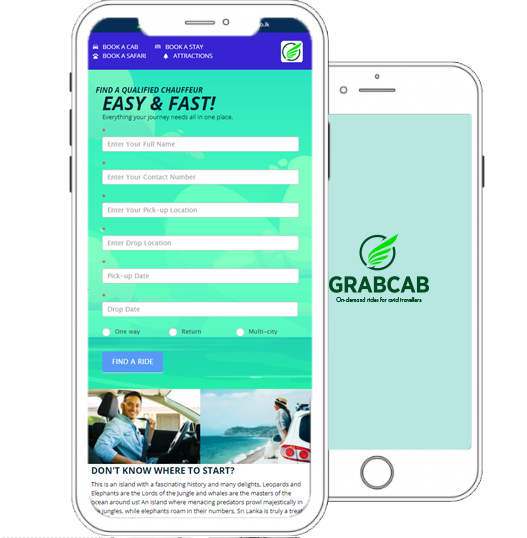 .lk
BOOK A CAB
BOOK A STAY
BOOK A SAFARI
ATTRACTIONS
FIND A QUALIFIED CHAUFFEUR
EASY & FAST!
Everything your journey needs all in one place.
*
Enter Your Full Name
*
Enter Your Contact Number
*
Enter Your Pick-up Location
*
Enter Drop Location
*
Pick-up Date
*
Drop Date
One way
Return
Multi-city
FIND A RIDE
DON'T KNOW WHERE TO START?
This is an island with a fascinating history and many delights, Leopards and
Elephants are the Lords of the Jungle and whales are the masters of the
ocean around us! An island where menacing predators prowl majestically in
jungles, while elephants roam in their numbers, Sri Lanka is truly a treat
GRABCAB
On-demand rides for avid travellers